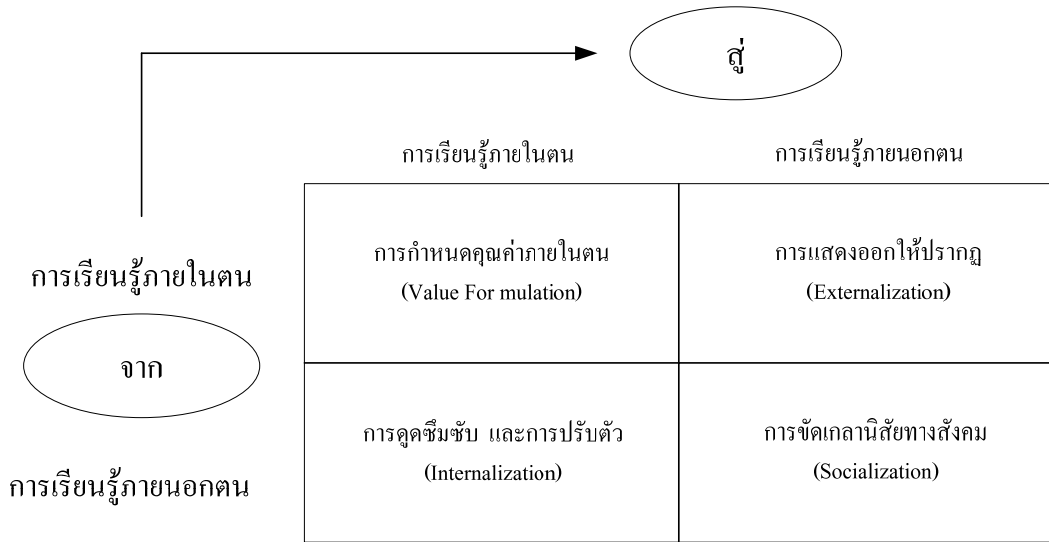 สู่
การเรียนรู้ภายในตน
การเรียนรู้ภายนอกตน
การเรียนรู้ภายในตน
การกำหนดคุณค่าภายในตน
(Value For mulation)
การแสดงออกให้ปรากฏ
(Externalization)
จาก
การดูดซึมซับ และการปรับตัว
(Internalization)
การขัดเกลานิสัยทางสังคม
(Socialization)
การเรียนรู้ภายนอกตน